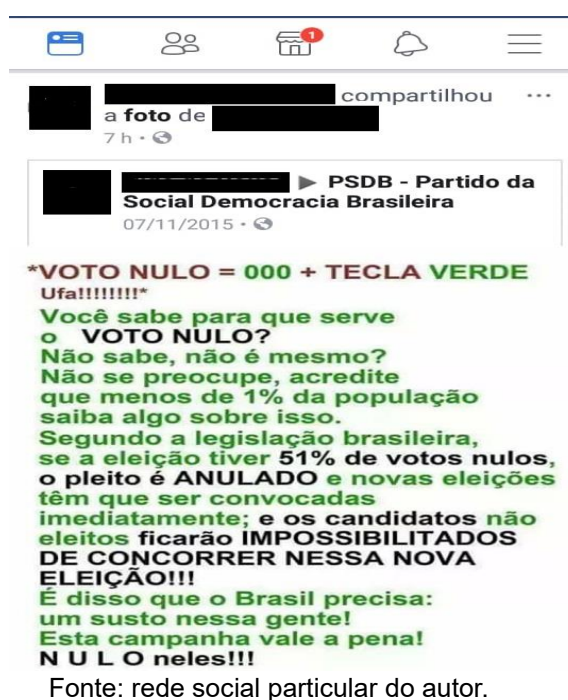 1
compartilhou ...
a foto de
7 h •
▶ PSDB - Partido da
Social Democracia Brasileira
07/11/2015 •
*VOTO NULO = 000 + TECLA VERDE
Ufa!!!!!!!!*
Você sabe para que serve
o VOTO NULO?
Não sabe, não é mesmo?
Não se preocupe, acredite
que menos de 1% da população
saiba algo sobre isso.
Segundo a legislação brasileira,
se a eleição tiver 51% de votos nulos,
o pleito é ANULADO e novas eleições
têm que ser convocadas
imediatamente; e os candidatos não
eleitos ficarão IMPOSSIBILITADOS
DE CONCORRER NESSA NOVA
ELEIÇÃO!!!
É disso que o Brasil precisa:
um susto nessa gente!
Esta campanha vale a pena!
N U L O neles!!!
Fonte: rede social particular do autor.